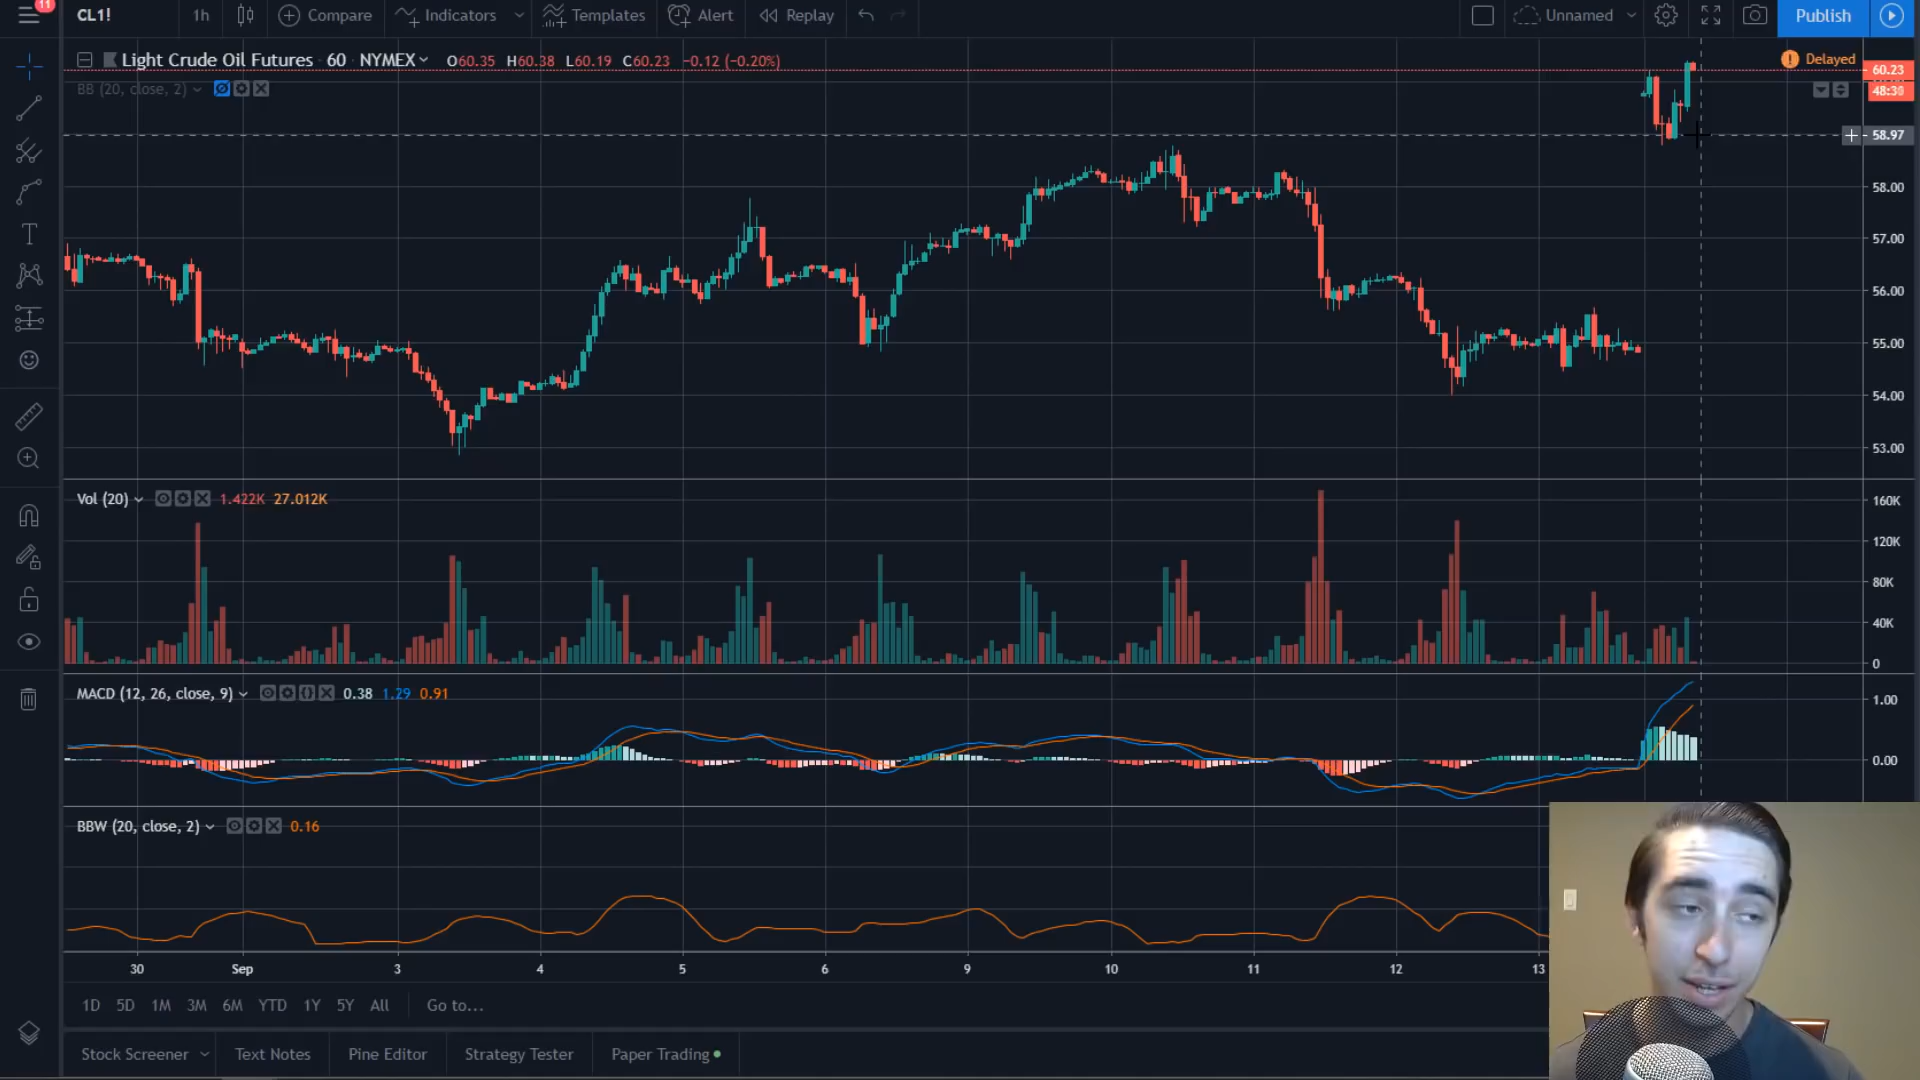 11
CL1!
1h
Compare
Indicators
Templates
Alert
Replay
Unnamed
Publish
Light Crude Oil Futures 60 NYMEX
O60.35 H60.38 L60.19 C60.23 −0.12 (−0.20%)
Delayed
60.23
48:30
BB (20, close, 2)
58.97
58.00
57.00
56.00
55.00
54.00
53.00
Vol (20) 1.422K 27.012K
160K
120K
80K
40K
0
MACD (12, 26, close, 9) 0.38 1.29 0.91
1.00
0.00
BBW (20, close, 2) 0.16
30 Sep 3 4 5 6 9 10 11 12 13
1D 5D 1M 3M 6M YTD 1Y 5Y All Go to...
Stock Screener Text Notes Pine Editor Strategy Tester Paper Trading